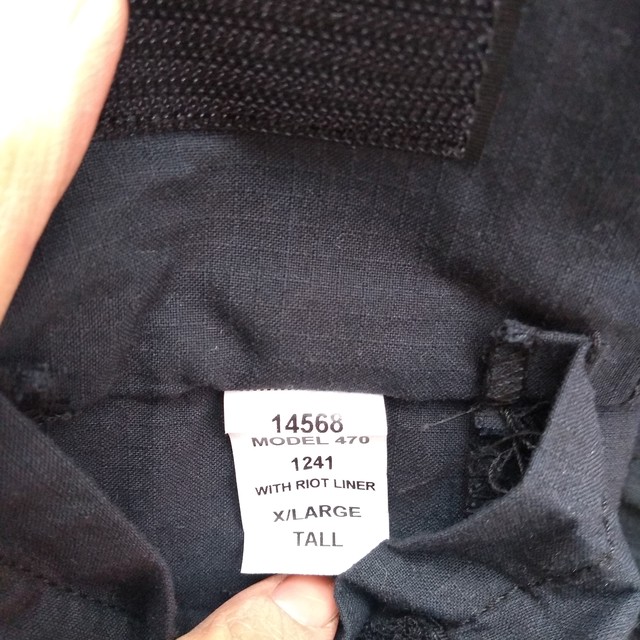 14568
MODEL 470
1241
WITH RIOT LINER
X/LARGE
TALL